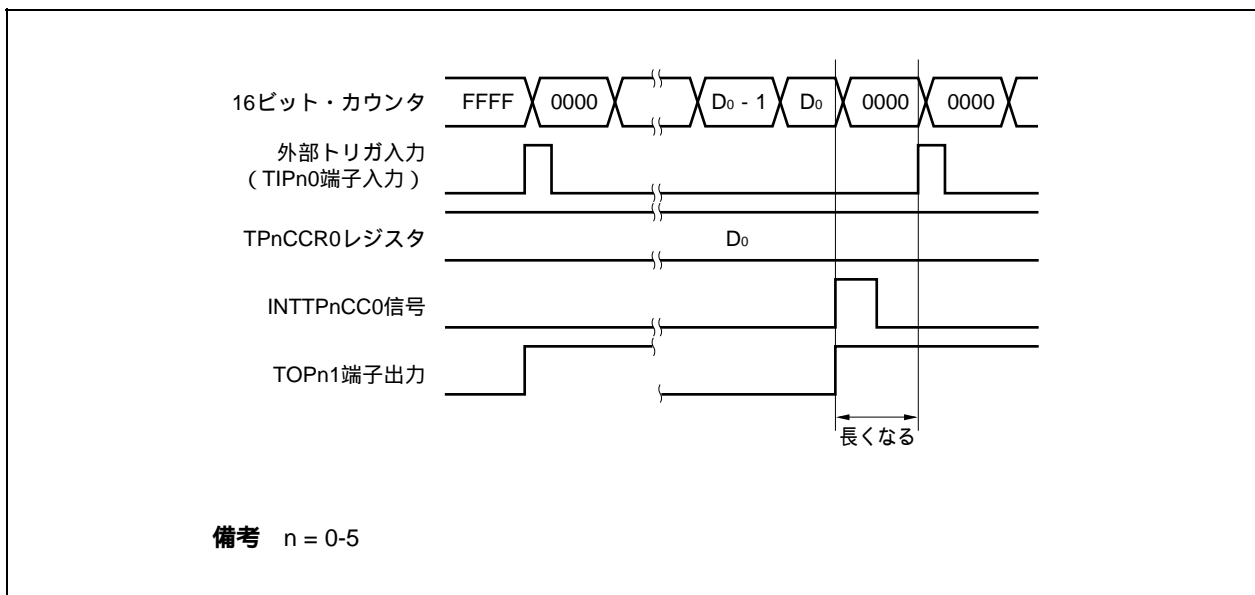 16ビット・カウンタ FFFF 0000 D0 - 1 D0 0000 0000
外部トリガ入力
（TIPn0端子入力）
TPnCCR0レジスタ D0
INTTPnCC0信号
TOPn1端子出力
長くなる
備考 n = 0-5